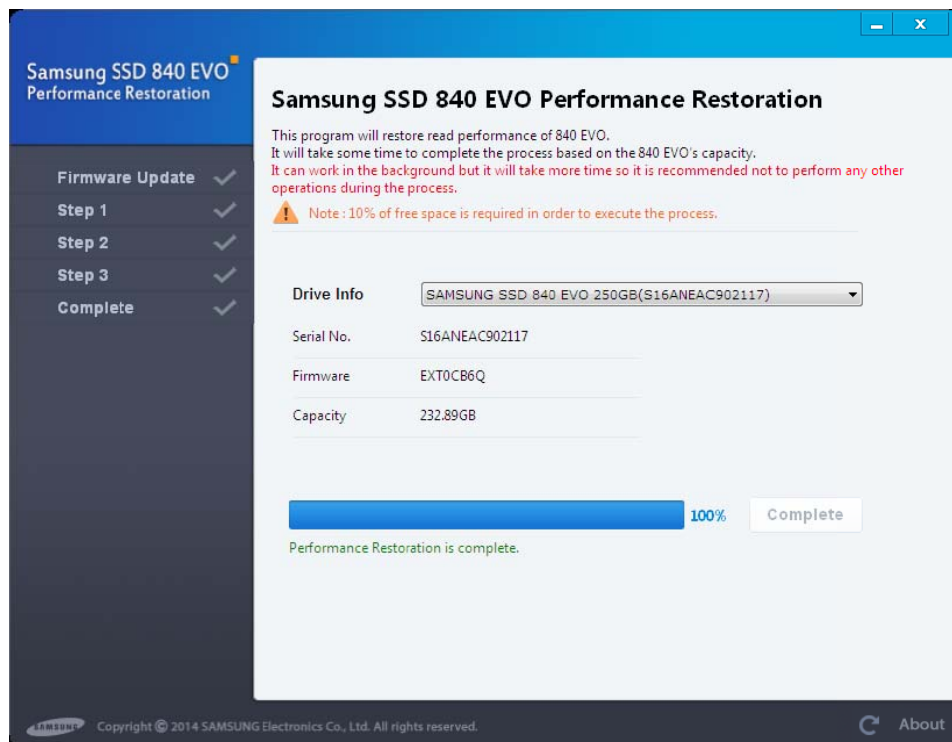 Samsung SSD 840 EVO
Performance Restoration
Firmware Update
Step 1
Step 2
Step 3
Complete
Samsung SSD 840 EVO Performance Restoration
This program will restore read performance of 840 EVO.
It will take some time to complete the process based on the 840 EVO's capacity.
It can work in the background but it will take more time so it is recommended not to perform any other
operations during the process.
Note : 10% of free space is required in order to execute the process.
Drive Info SAMSUNG SSD 840 EVO 250GB(S16ANEAC902117)
Serial No. S16ANEAC902117
Firmware EXT0CB6Q
Capacity 232.89GB
100% Complete
Performance Restoration is complete.
SAMSUNG Copyright © 2014 SAMSUNG Electronics Co., Ltd. All rights reserved. About